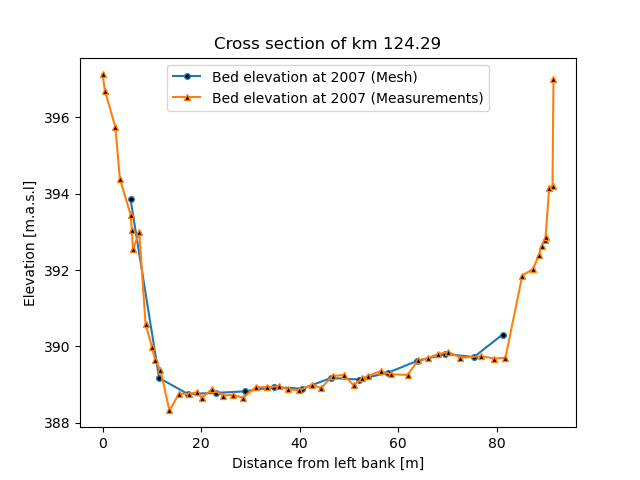 Cross section of km 124.29
Bed elevation at 2007 (Mesh)
Bed elevation at 2007 (Measurements)
Elevation [m.a.s.l]
396
394
392
390
388
0 20 40 60 80
Distance from left bank [m]